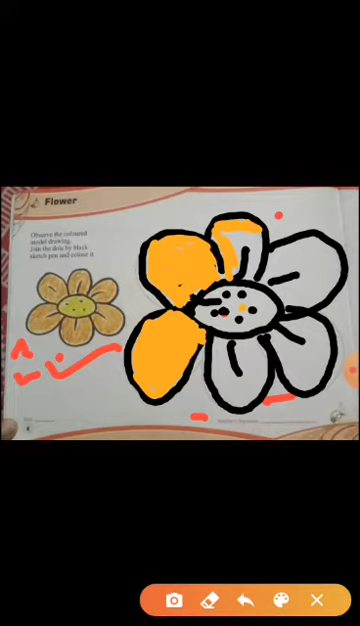 Flower
Observe the coloured
model drawing.
Join the dots by black
sketch pen and colour it